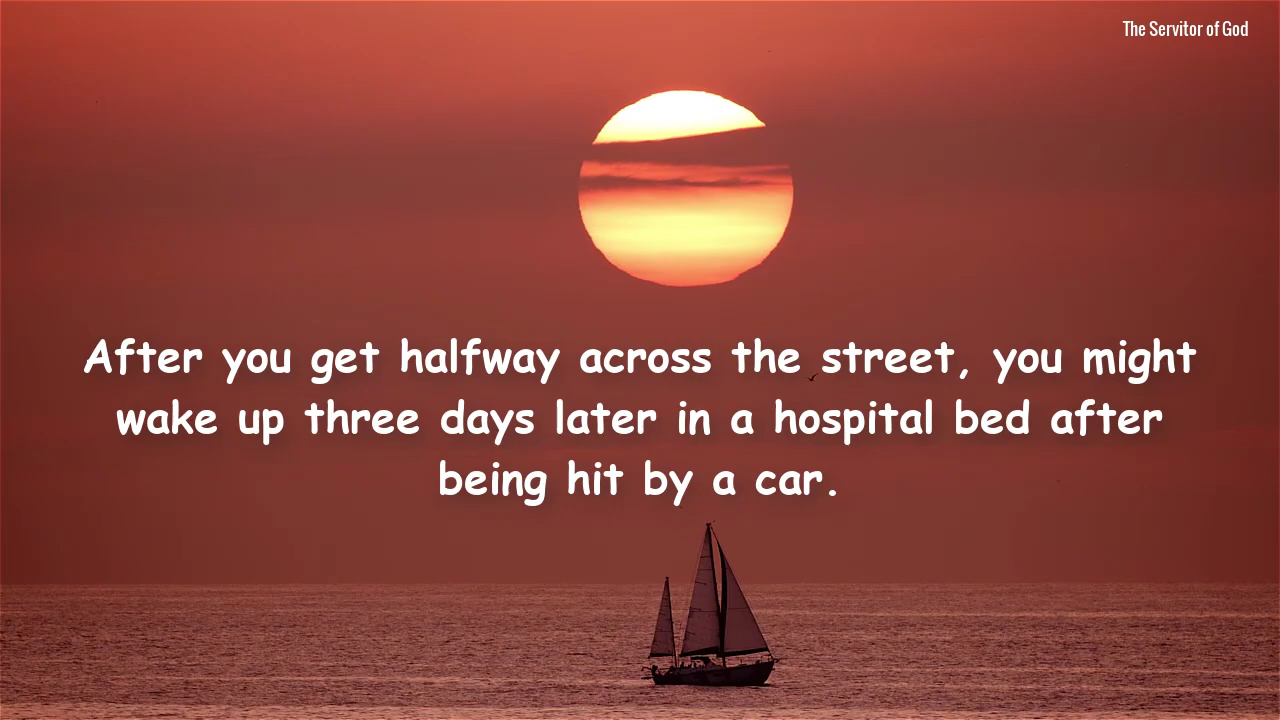 The Servitor of God
After you get halfway across the street, you might
wake up three days later in a hospital bed after
being hit by a car.